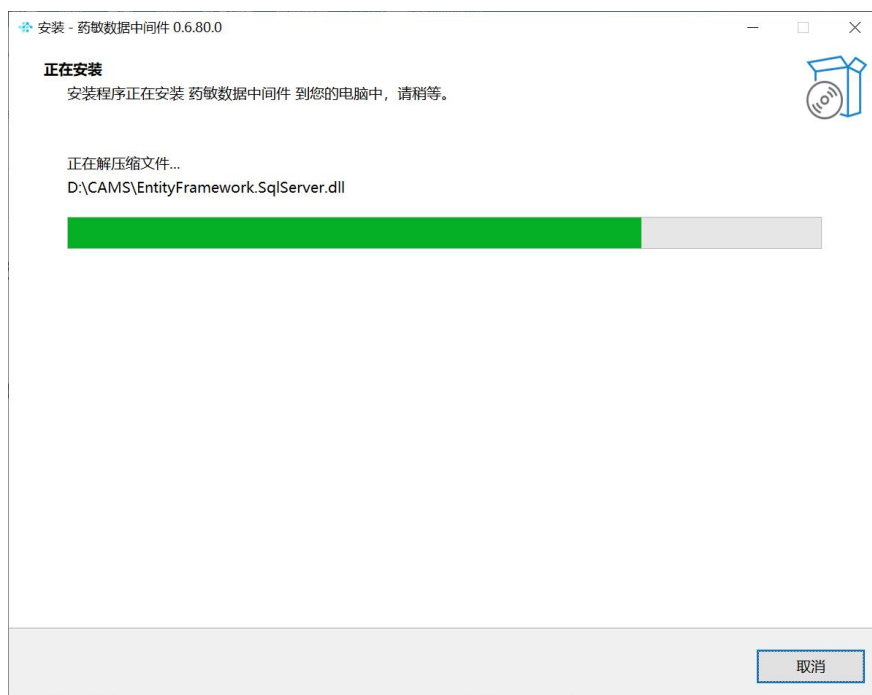 安装 - 药敏数据中间件 0.6.80.0
正在安装
安装程序正在安装 药敏数据中间件 到您的电脑中，请稍等。
正在解压缩文件...
D:\CAMS\EntityFramework.SqlServer.dll
取消